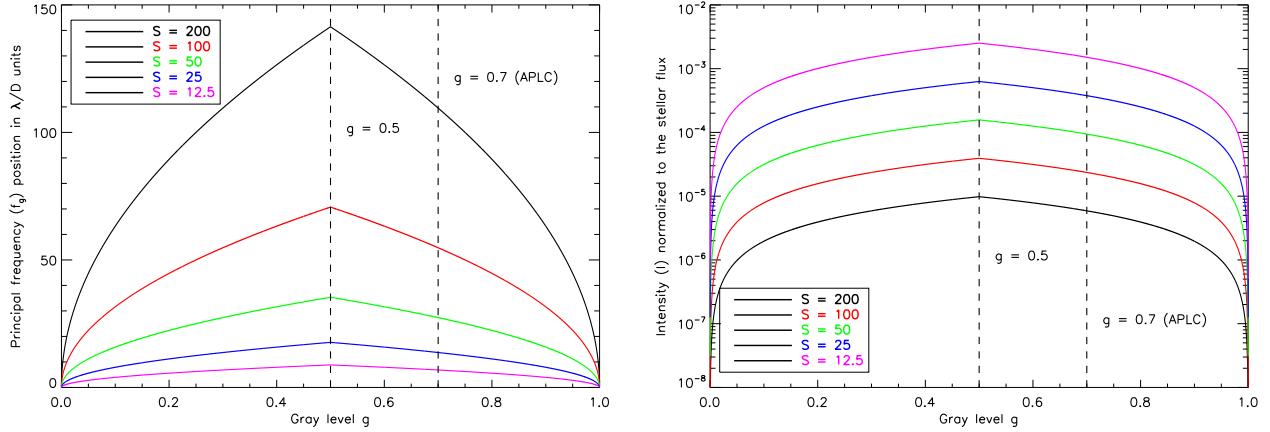 150
100
50
0
0.0
0.2
0.4
0.6
0.8
1.0
Principal frequency (r_g) position in λ/D units
Gray level g
S = 200
S = 100
S = 50
S = 25
S = 12.5
g = 0.7 (APLC)
g = 0.5
10⁻²
10⁻³
10⁻⁴
10⁻⁵
10⁻⁶
10⁻⁷
10⁻⁸
0.0
0.2
0.4
0.6
0.8
1.0
Intensity (I) normalized to the stellar flux
Gray level g
g = 0.5
g = 0.7 (APLC)
S = 200
S = 100
S = 50
S = 25
S = 12.5